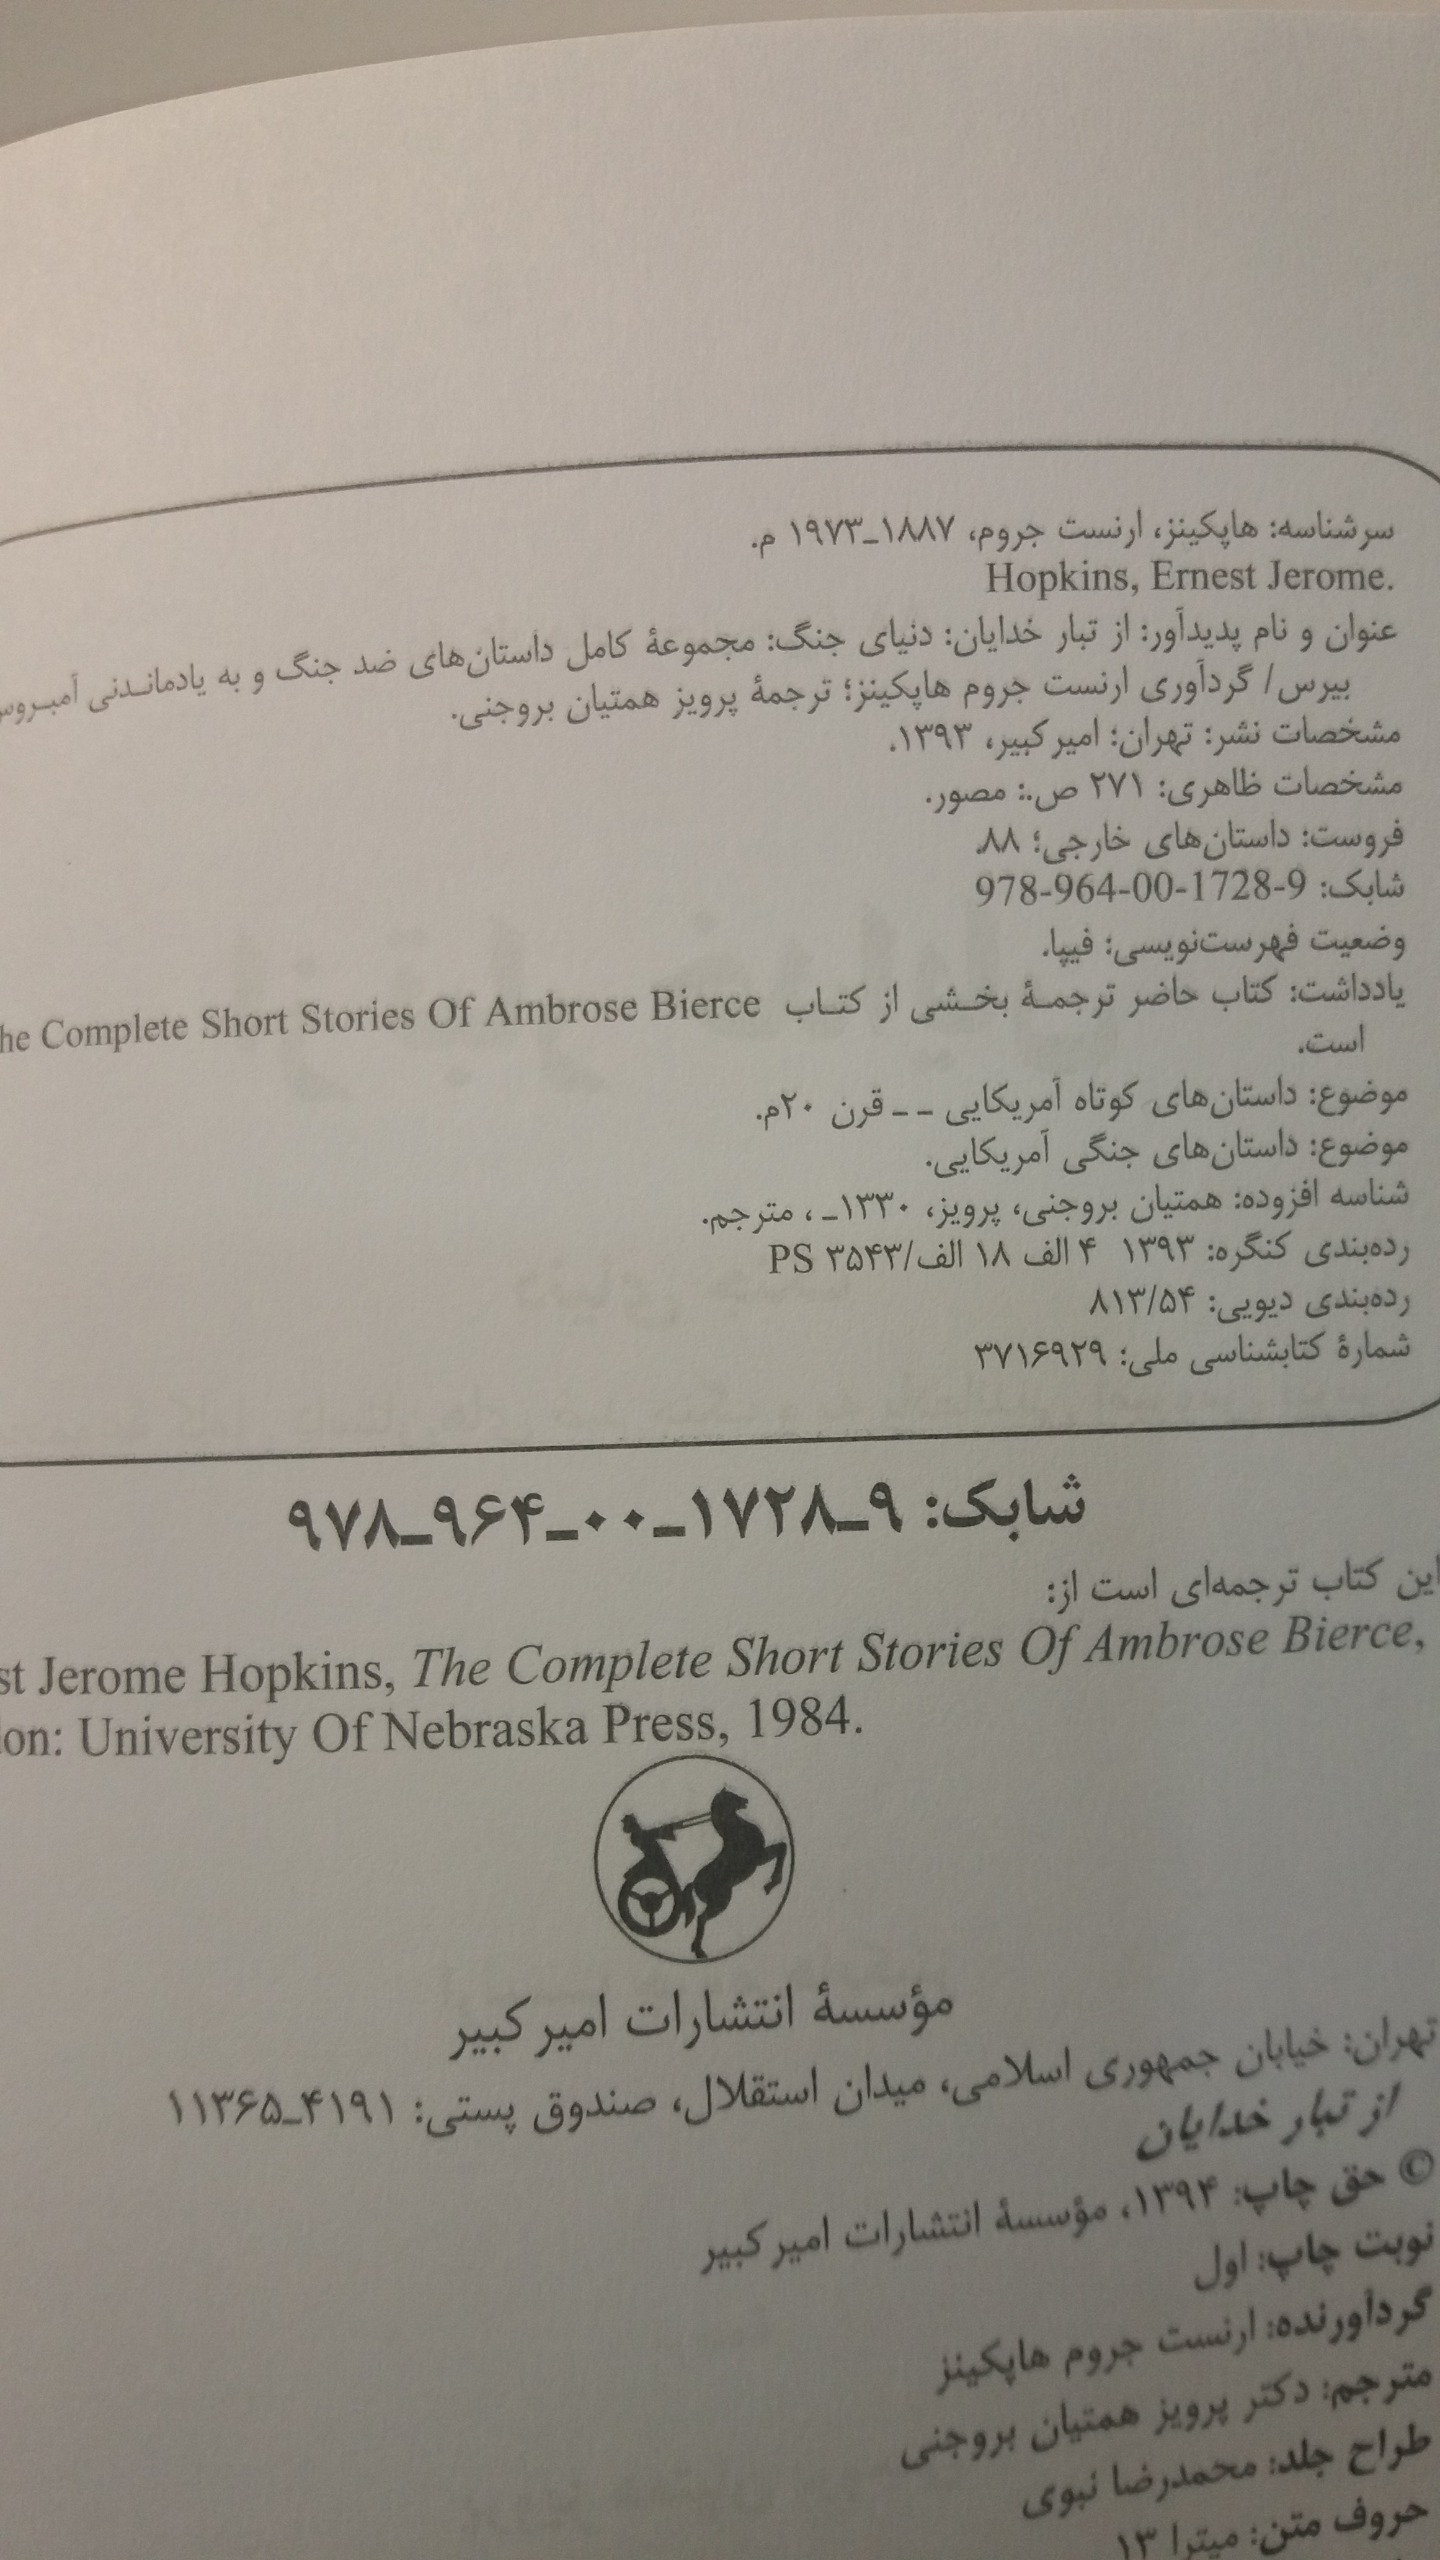 سرشناسه: هاپکینز، ارنست جروم، ۱۸۸۷ـ۱۹۷۳ م.
Hopkins, Ernest Jerome.
عنوان و نام پدیدآور: از تبار خدایان: دنیای جنگ: مجموعهٔ کامل داستان‌های ضد جنگ و به یادماندنی آمبروس
بیرس/ گردآوری ارنست جروم هاپکینز؛ ترجمهٔ پرویز همتیان بروجنی.
مشخصات نشر: تهران: امیرکبیر، ۱۳۹۳.
مشخصات ظاهری: ۲۷۱ ص.: مصور.
فروست: داستان‌های خارجی؛ ۸۸.
شابک: 978-964-00-1728-9
وضعیت فهرست‌نویسی: فیپا.
یادداشت: کتاب حاضر ترجمهٔ بخشی از کتاب he Complete Short Stories Of Ambrose Bierce
است.
موضوع: داستان‌های کوتاه آمریکایی ـ ـ قرن ۲۰م.
موضوع: داستان‌های جنگی آمریکایی.
شناسه افزوده: همتیان بروجنی، پرویز، ۱۳۳۰ـ ، مترجم.
رده‌بندی کنگره: ۱۳۹۳ ۴ الف ۱۸ الف/۳۵۴۳ PS
رده‌بندی دیویی: ۸۱۳/۵۴
شمارهٔ کتابشناسی ملی: ۳۷۱۶۹۲۹
شابک: ۹ـ۱۷۲۸ـ۰۰ـ۹۶۴ـ۹۷۸
این کتاب ترجمه‌ای است از:
st Jerome Hopkins, The Complete Short Stories Of Ambrose Bierce,
on: University Of Nebraska Press, 1984.
مؤسسهٔ انتشارات امیرکبیر
تهران: خیابان جمهوری اسلامی، میدان استقلال، صندوق پستی: ۴۱۹۱ـ۱۱۳۶۵
از تبار خدایان
© حق چاپ: ۱۳۹۴، مؤسسهٔ انتشارات امیرکبیر
نوبت چاپ: اول
گردآورنده: ارنست جروم هاپکینز
مترجم: دکتر پرویز همتیان بروجنی
طراح جلد: محمدرضا نبوی
حروف متن: میترا ۱۳